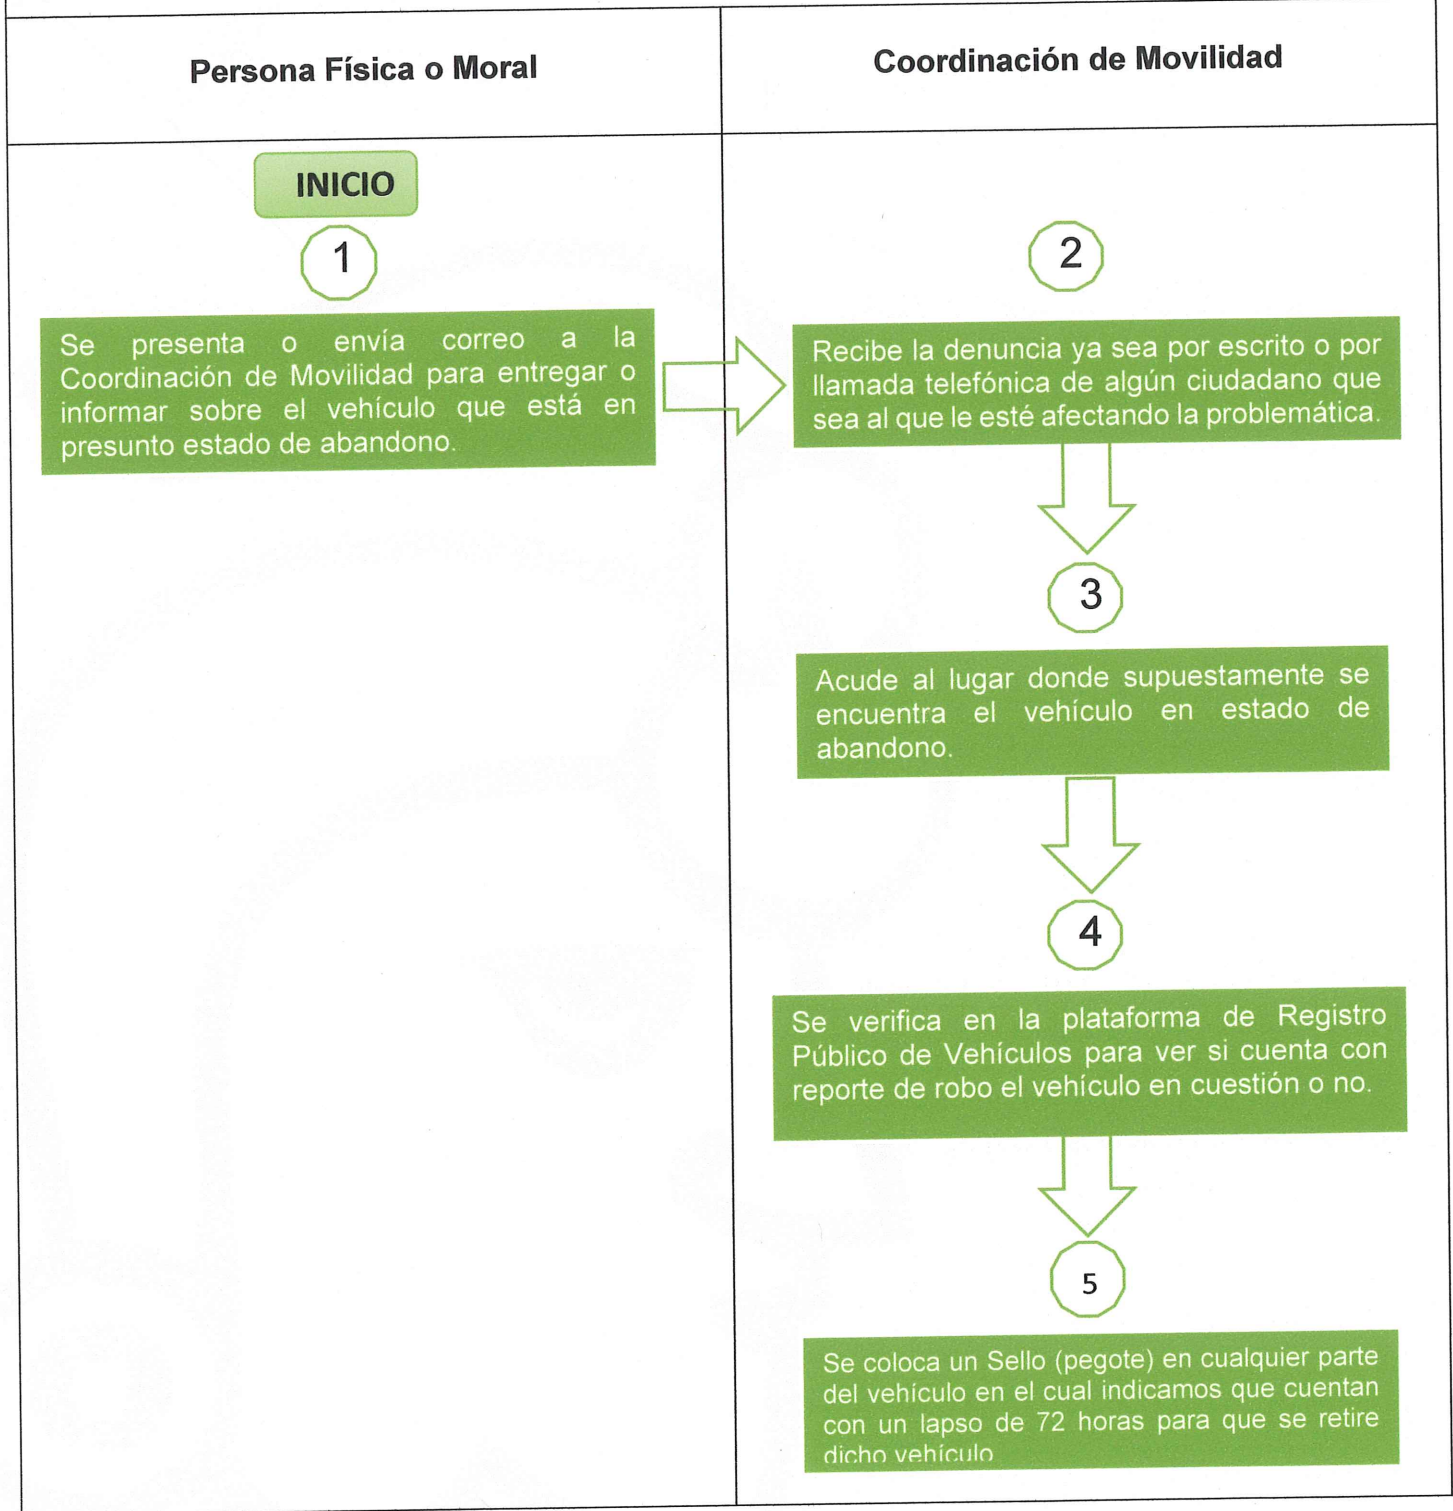 Persona Física o Moral
Coordinación de Movilidad
INICIO
1
Se presenta o envía correo a la
Coordinación de Movilidad para entregar o
informar sobre el vehículo que está en
presunto estado de abandono.
2
Recibe la denuncia ya sea por escrito o por
llamada telefónica de algún ciudadano que
sea al que le esté afectando la problemática.
3
Acude al lugar donde supuestamente se
encuentra el vehículo en estado de
abandono.
4
Se verifica en la plataforma de Registro
Público de Vehículos para ver si cuenta con
reporte de robo el vehículo en cuestión o no.
5
Se coloca un Sello (pegote) en cualquier parte
del vehículo en el cual indicamos que cuentan
con un lapso de 72 horas para que se retire
dicho vehículo